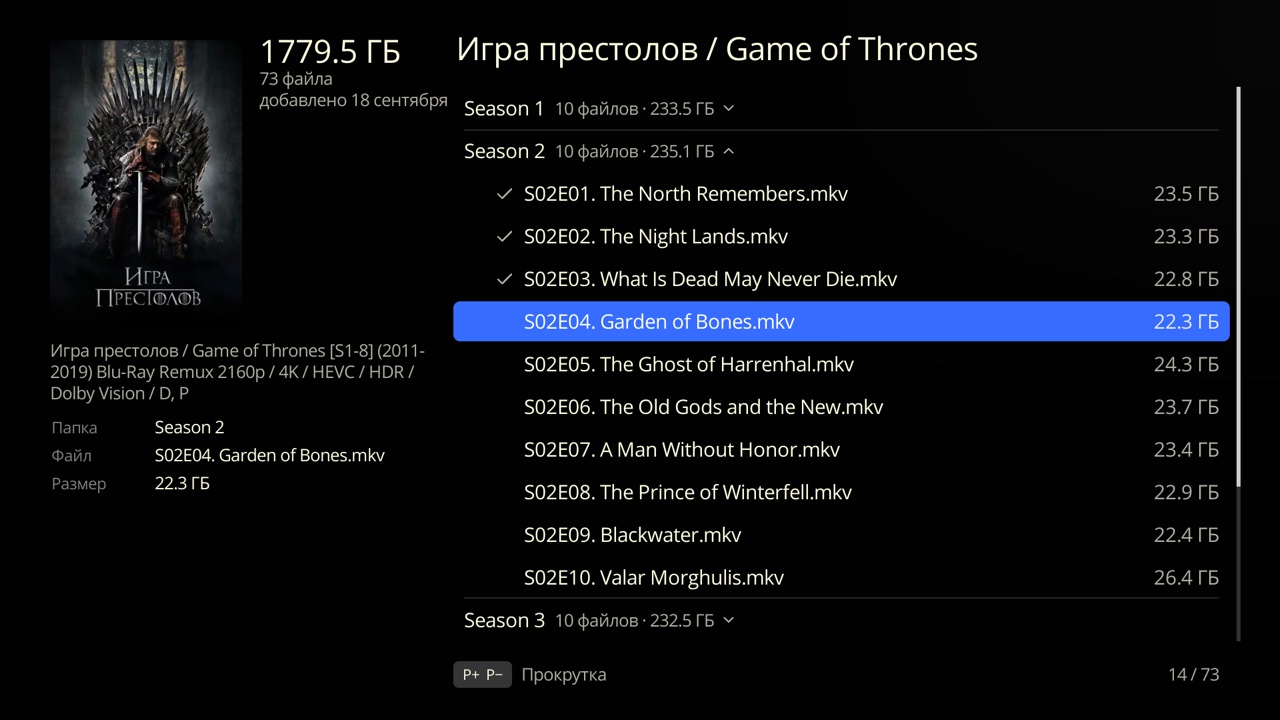 ИГРА
ПРЕСТОЛОВ
1779.5 ГБ
73 файла
добавлено 18 сентября
Игра престолов / Game of Thrones [S1-8] (2011-
2019) Blu-Ray Remux 2160p / 4K / HEVC / HDR /
Dolby Vision / D, P
Папка Season 2
Файл S02E04. Garden of Bones.mkv
Размер 22.3 ГБ
Игра престолов / Game of Thrones
Season 1 10 файлов · 233.5 ГБ
Season 2 10 файлов · 235.1 ГБ
S02E01. The North Remembers.mkv 23.5 ГБ
S02E02. The Night Lands.mkv 23.3 ГБ
S02E03. What Is Dead May Never Die.mkv 22.8 ГБ
S02E04. Garden of Bones.mkv 22.3 ГБ
S02E05. The Ghost of Harrenhal.mkv 24.3 ГБ
S02E06. The Old Gods and the New.mkv 23.7 ГБ
S02E07. A Man Without Honor.mkv 23.4 ГБ
S02E08. The Prince of Winterfell.mkv 22.9 ГБ
S02E09. Blackwater.mkv 22.4 ГБ
S02E10. Valar Morghulis.mkv 26.4 ГБ
Season 3 10 файлов · 232.5 ГБ
P+ P− Прокрутка 14 / 73